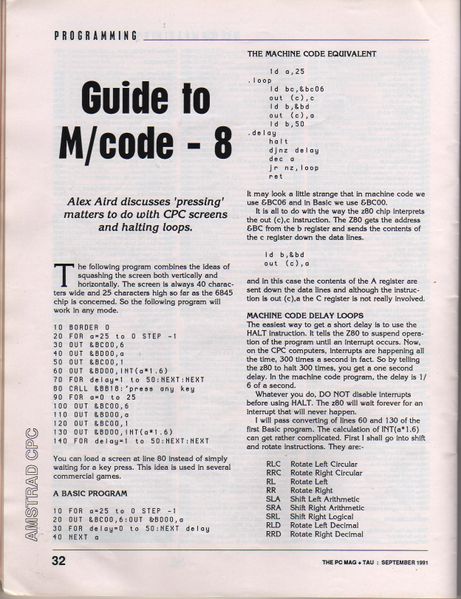 PROGRAMMING
Guide to
M/code - 8
Alex Aird discusses 'pressing'
matters to do with CPC screens
and halting loops.
The following program combines the ideas of
squashing the screen both vertically and
horizontally. The screen is always 40 charac-
ters wide and 25 characters high so far as the 6845
chip is concerned. So the following program will
work in any mode.
10 BORDER 0
20 FOR a=25 to 0 STEP -1
30 OUT &BC00,6
40 OUT &BD00,a
50 OUT &BC00,1
60 OUT &BD00,INT(a*1.6)
70 FOR delay=1 to 50:NEXT:NEXT
80 CALL &BB18:'press any key
90 FOR a=0 to 25
100 OUT &BC00,6
110 OUT &BD00,a
120 OUT &BC00,1
130 OUT &BD00,INT(a*1.6)
140 FOR delay=1 to 50:NEXT:NEXT
You can load a screen at line 80 instead of simply
waiting for a key press. This idea is used in several
commercial games.
A BASIC PROGRAM
10 FOR a=25 to 0 STEP -1
20 OUT &BC00,6:OUT &BD00,a
30 FOR delay=0 to 50:NEXT delay
40 NEXT a
THE MACHINE CODE EQUIVALENT
ld a,25
.loop
ld bc,&bc06
out (c),c
ld b,&bd
out (c),a
ld b,50
.delay
halt
djnz delay
dec a
jr nz,loop
ret
It may look a little strange that in machine code we
use &BC06 and in Basic we use &BC00.
It is all to do with the way the z80 chip interprets
the out (c),c instruction. The Z80 gets the address
&BC from the b register and sends the contents of
the c register down the data lines.
ld b,&bd
out (c),a
and in this case the contents of the A register are
sent down the data lines and although the instruc-
tion is out (c),a the C register is not really involved.
MACHINE CODE DELAY LOOPS
The easiest way to get a short delay is to use the
HALT instruction. It tells the Z80 to suspend opera-
tion of the program until an interrupt occurs. Now,
on the CPC computers, interrupts are happening all
the time, 300 times a second in fact. So by telling
the z80 to halt 300 times, you get a one second
delay. In the machine code program, the delay is 1/
6 of a second.
Whatever you do, DO NOT disable interrupts
before using HALT. The z80 will wait forever for an
interrupt that will never happen.
I will pass converting of lines 60 and 130 of the
first Basic program. The calculation of INT(a*1.6)
can get rather complicated. First I shall go into shift
and rotate instructions. They are:-
RLC Rotate Left Circular
RRC Rotate Right Circular
RL Rotate Left
RR Rotate Right
SLA Shift Left Arithmetic
SRA Shift Right Arithmetic
SRL Shift Right Logical
RLD Rotate Left Decimal
RRD Rotate Right Decimal
AMSTRAD CPC
32
THE PC MAG + TAU : SEPTEMBER 1991